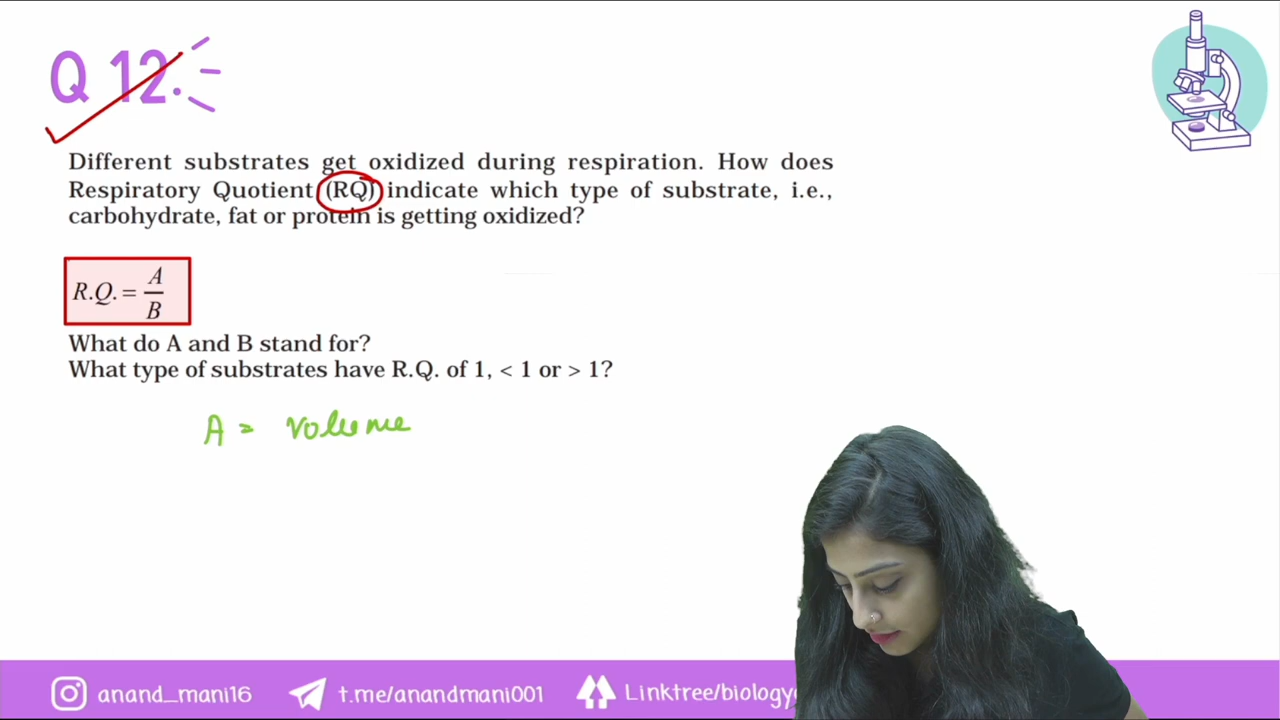 Q 12.
Different substrates get oxidized during respiration. How does
Respiratory Quotient (RQ) indicate which type of substrate, i.e.,
carbohydrate, fat or protein is getting oxidized?
R.Q. = A
B
What do A and B stand for?
What type of substrates have R.Q. of 1, < 1 or > 1?
A = volume
anand_mani16
t.me/anandmani001
Linktree/biology